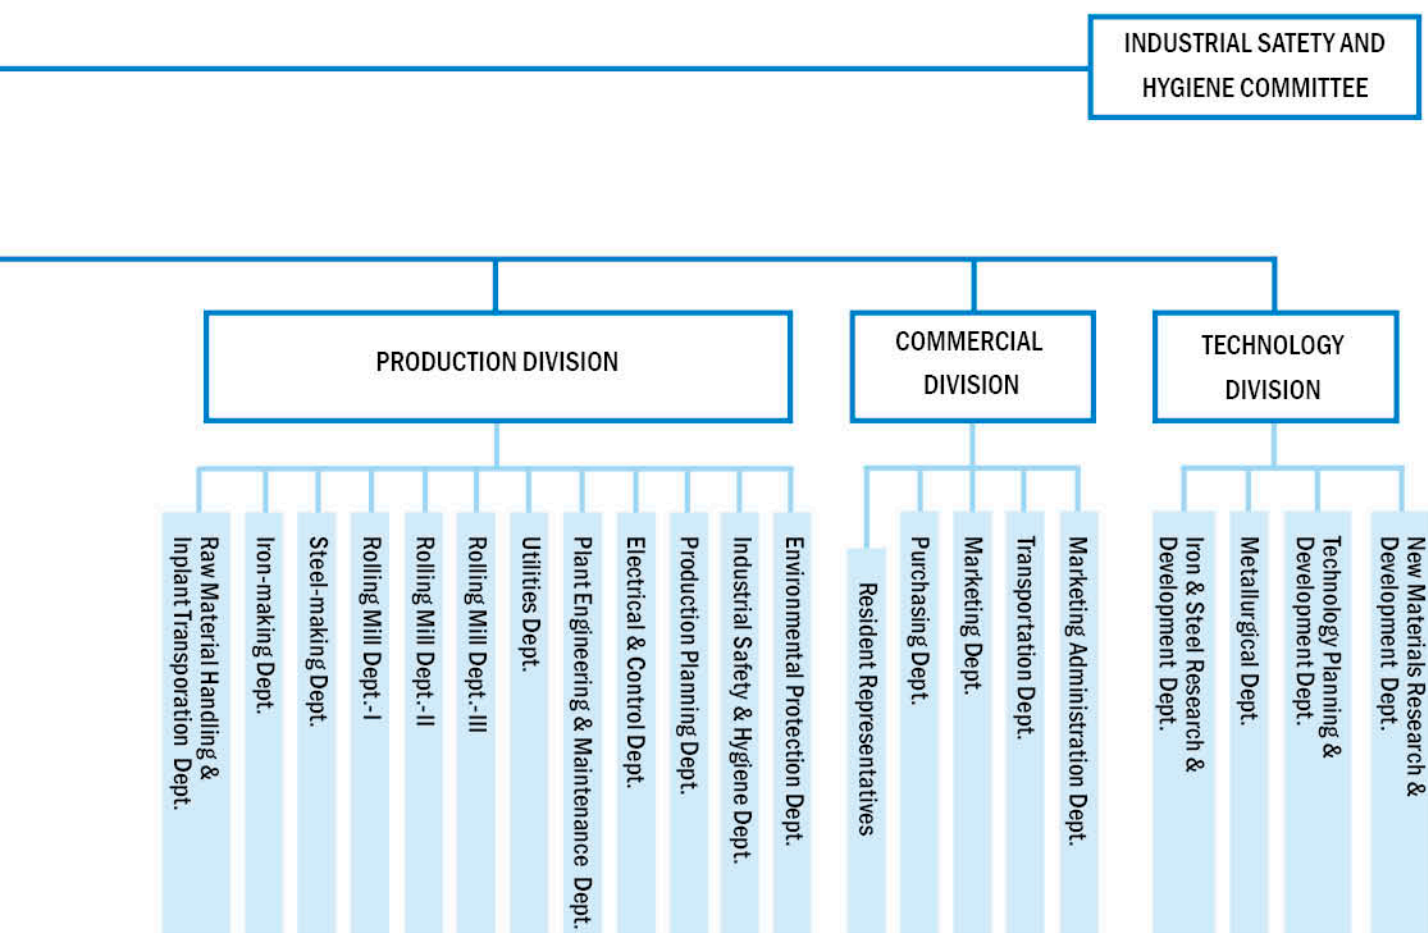 INDUSTRIAL SATETY AND
HYGIENE COMMITTEE
PRODUCTION DIVISION
COMMERCIAL
DIVISION
TECHNOLOGY
DIVISION
Raw Material Handling &
Inplant Transporation Dept.
Iron-making Dept.
Steel-making Dept.
Rolling Mill Dept.-I
Rolling Mill Dept.-II
Rolling Mill Dept.-III
Utilities Dept.
Plant Engineering & Maintenance Dept.
Electrical & Control Dept.
Production Planning Dept.
Industrial Safety & Hygiene Dept.
Environmental Protection Dept.
Resident Representatives
Purchasing Dept.
Marketing Dept.
Transportation Dept.
Marketing Administration Dept.
Iron & Steel Research &
Development Dept.
Metallurgical Dept.
Technology Planning &
Development Dept.
New Materials Research &
Development Dept.